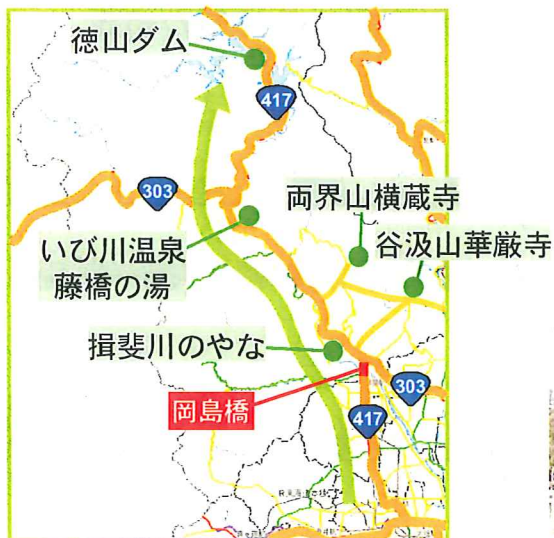 徳山ダム
417
303
両界山横蔵寺
谷汲山華厳寺
いび川温泉
藤橋の湯
揖斐川のやな
岡島橋
303
417